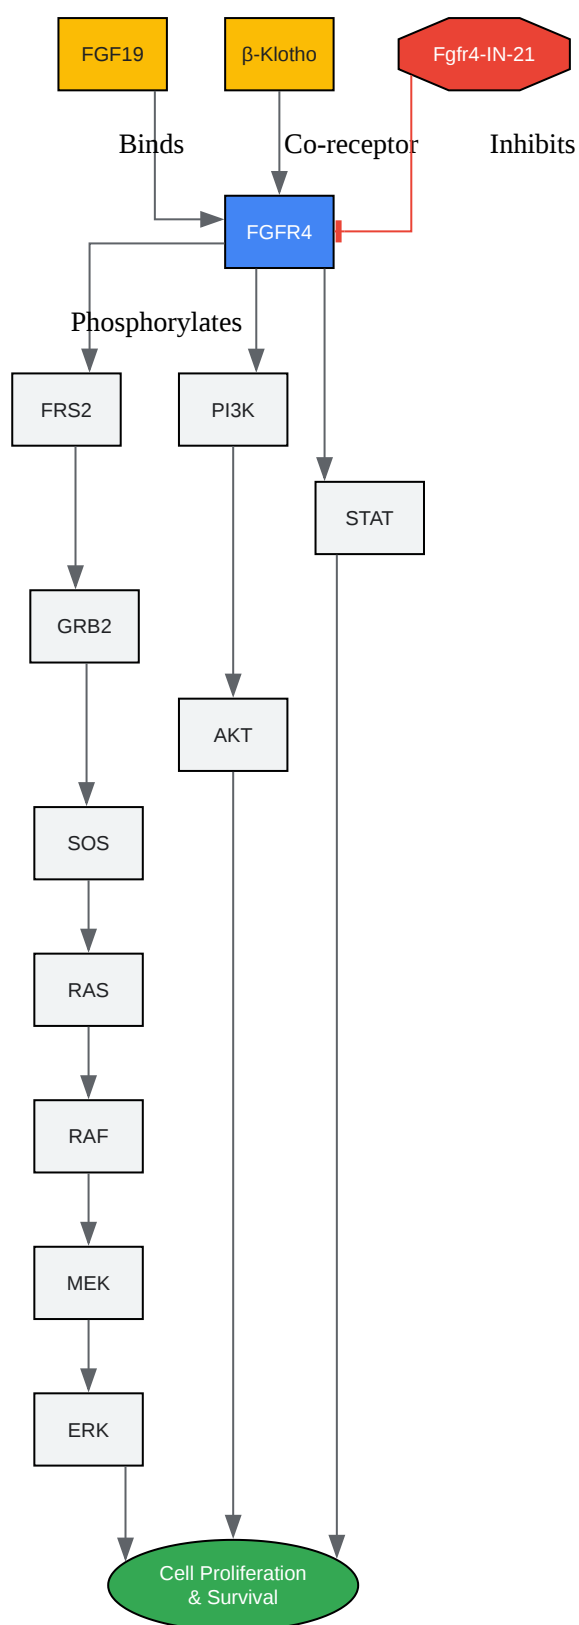 FGF19
β-Klotho
Fgfr4-IN-21
Binds
Co-receptor
Inhibits
FGFR4
Phosphorylates
FRS2
PI3K
STAT
GRB2
AKT
SOS
RAS
RAF
MEK
ERK
Cell Proliferation
& Survival